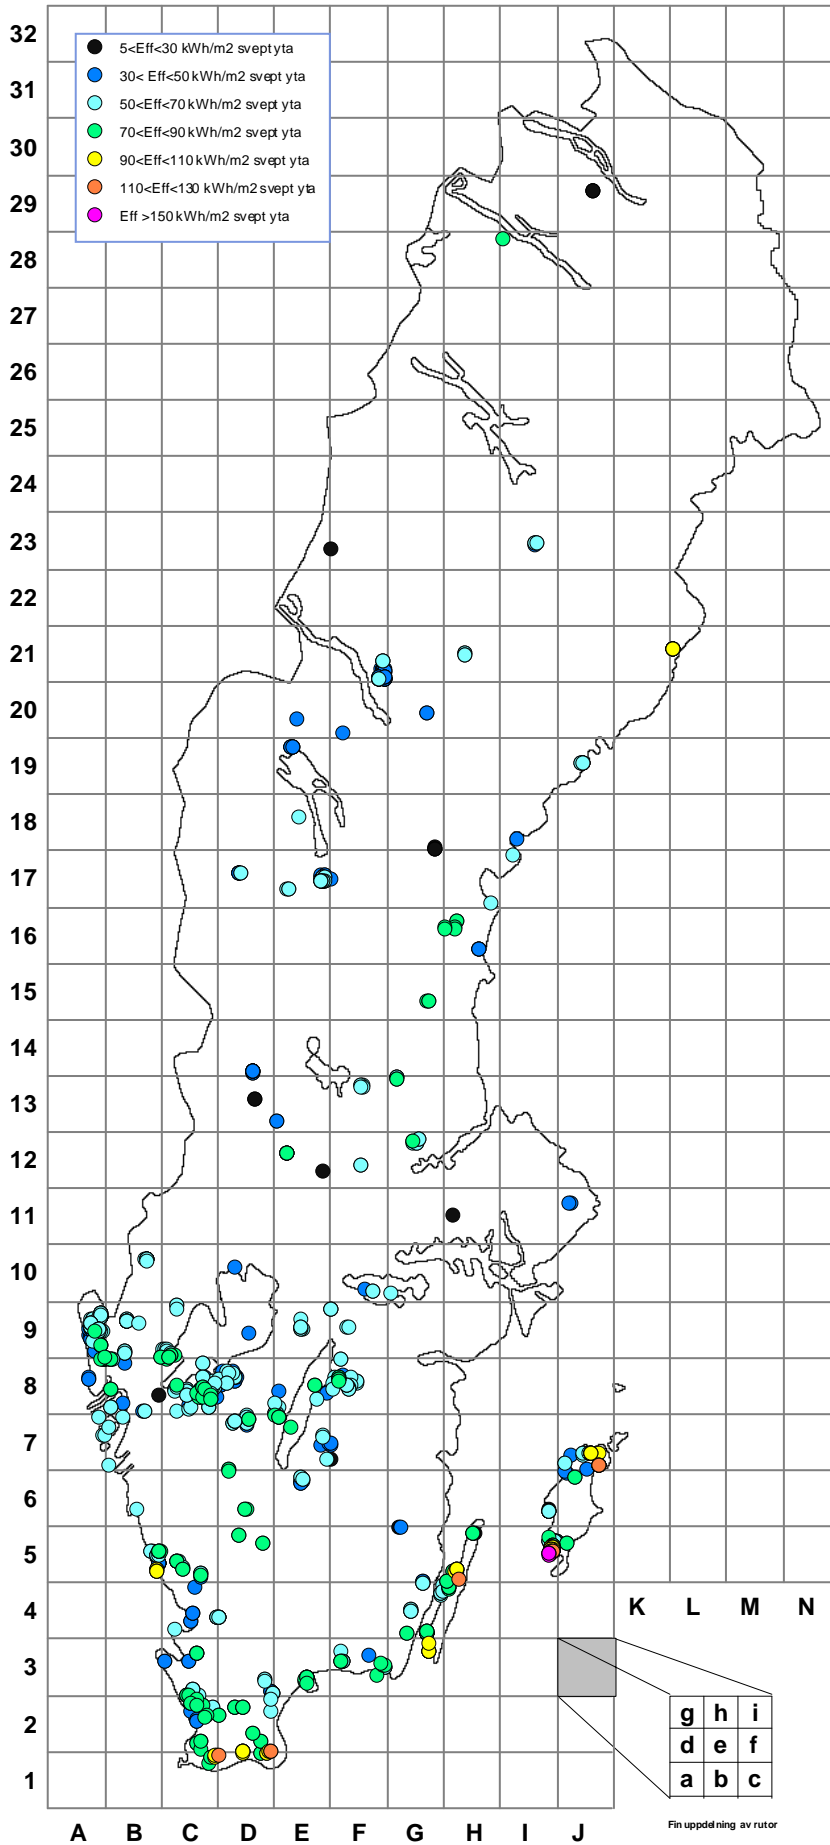 32
5<Eff<30 kWh/m2 svept yta
30< Eff<50 kWh/m2 svept yta
50<Eff<70 kWh/m2 svept yta
70<Eff<90 kWh/m2 svept yta
90<Eff<110 kWh/m2 svept yta
110<Eff<130 kWh/m2 svept yta
Eff >150 kWh/m2 svept yta
31
30
29
28
27
26
25
24
23
22
21
20
19
18
17
16
15
14
13
12
11
10
9
8
7
6
5
4
K L M N
3
g h i
2
d e f
a b c
1
Fin uppdelning av rutor
A B C D E F G H I J